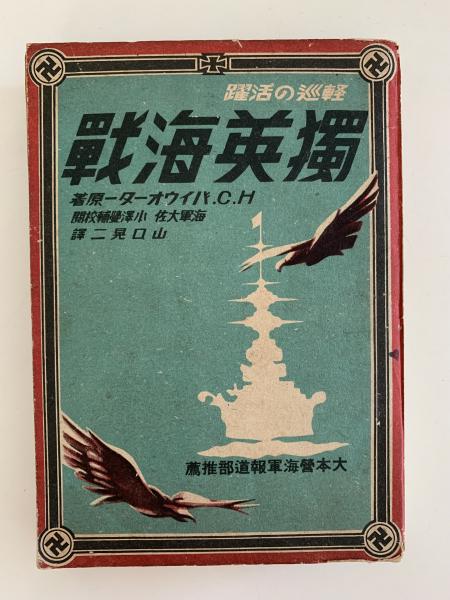 輕巡の活躍
獨英海戰
H.C.バイウオーター原著
海軍大佐 小澤覺輔校閲
山口晃二譯
大本營海軍報道部推薦